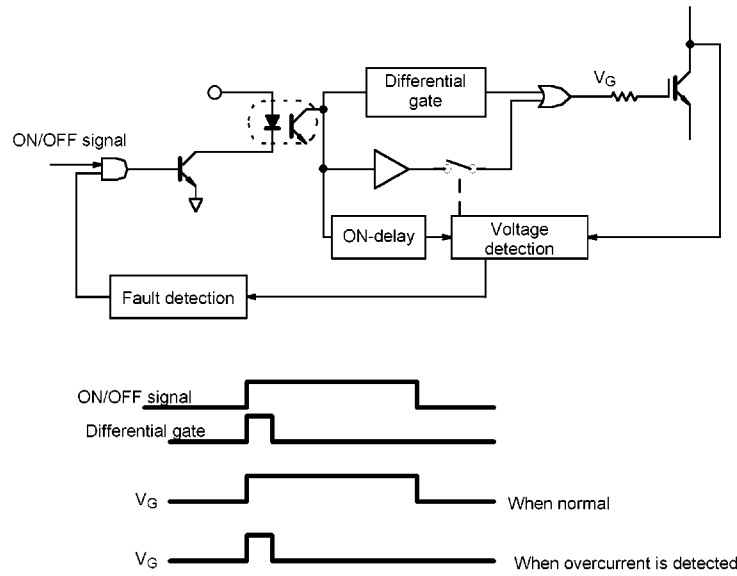 Differential
gate
V_G
ON/OFF signal
ON-delay
Voltage
detection
Fault detection
ON/OFF signal
Differential gate
V_G
When normal
V_G
When overcurrent is detected